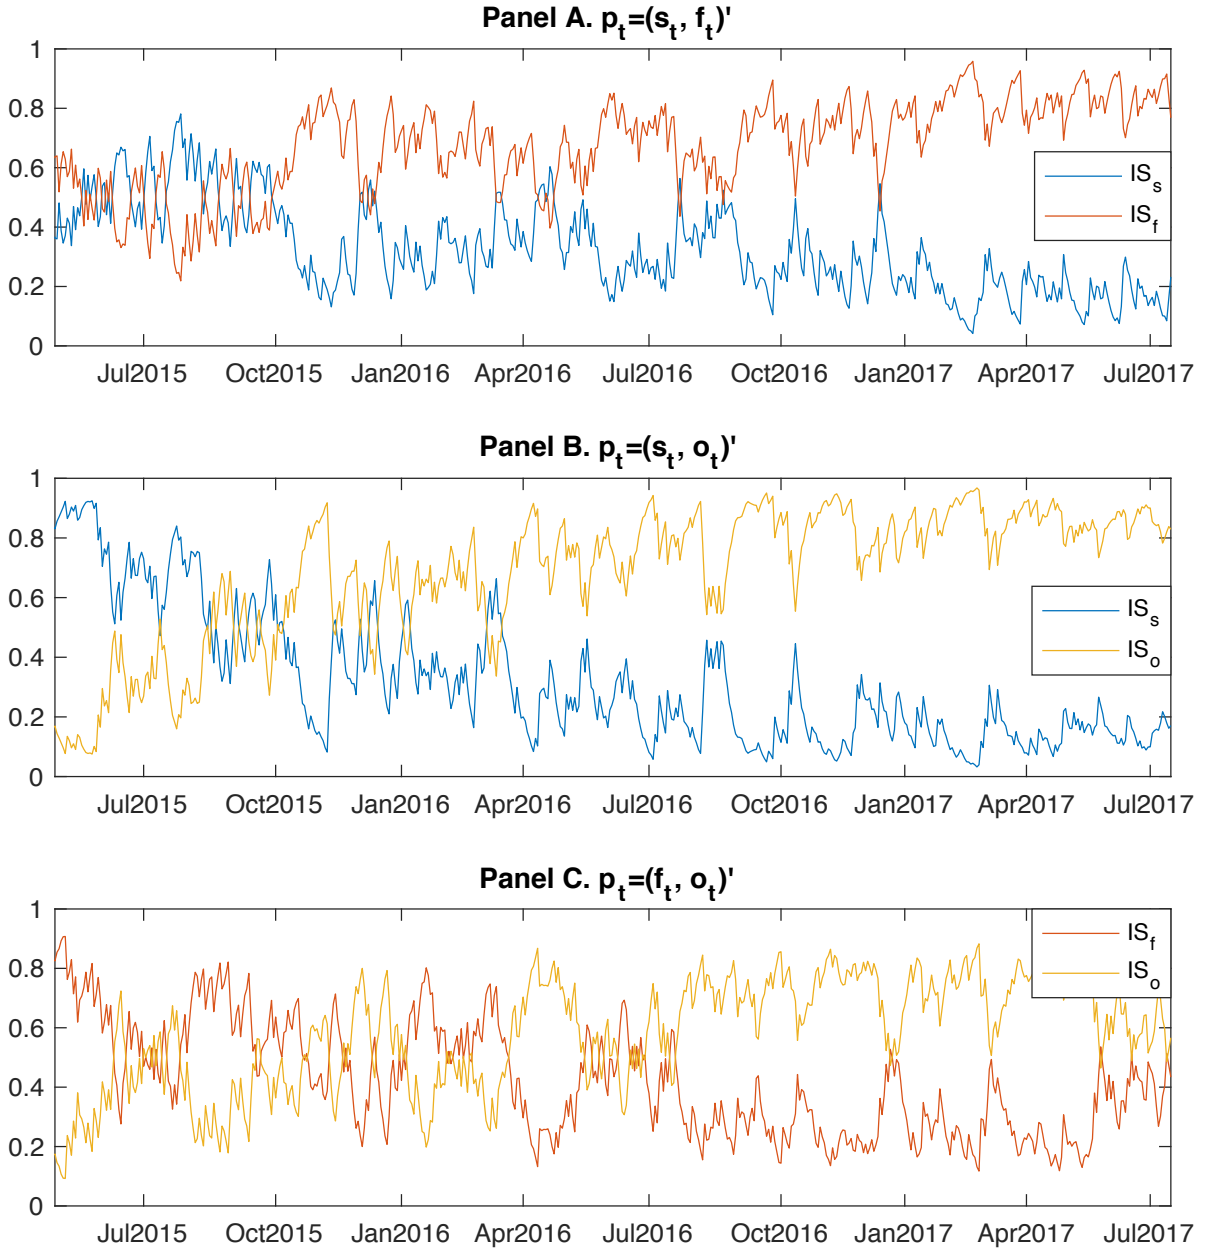 Panel A. p_t=(s_t, f_t)'
1
0.8
0.6
0.4
0.2
0
IS_s
IS_f
Jul2015 Oct2015 Jan2016 Apr2016 Jul2016 Oct2016 Jan2017 Apr2017 Jul2017
Panel B. p_t=(s_t, o_t)'
1
0.8
0.6
0.4
0.2
0
IS_s
IS_o
Jul2015 Oct2015 Jan2016 Apr2016 Jul2016 Oct2016 Jan2017 Apr2017 Jul2017
Panel C. p_t=(f_t, o_t)'
1
0.8
0.6
0.4
0.2
0
IS_f
IS_o
Jul2015 Oct2015 Jan2016 Apr2016 Jul2016 Oct2016 Jan2017 Apr2017 Jul2017